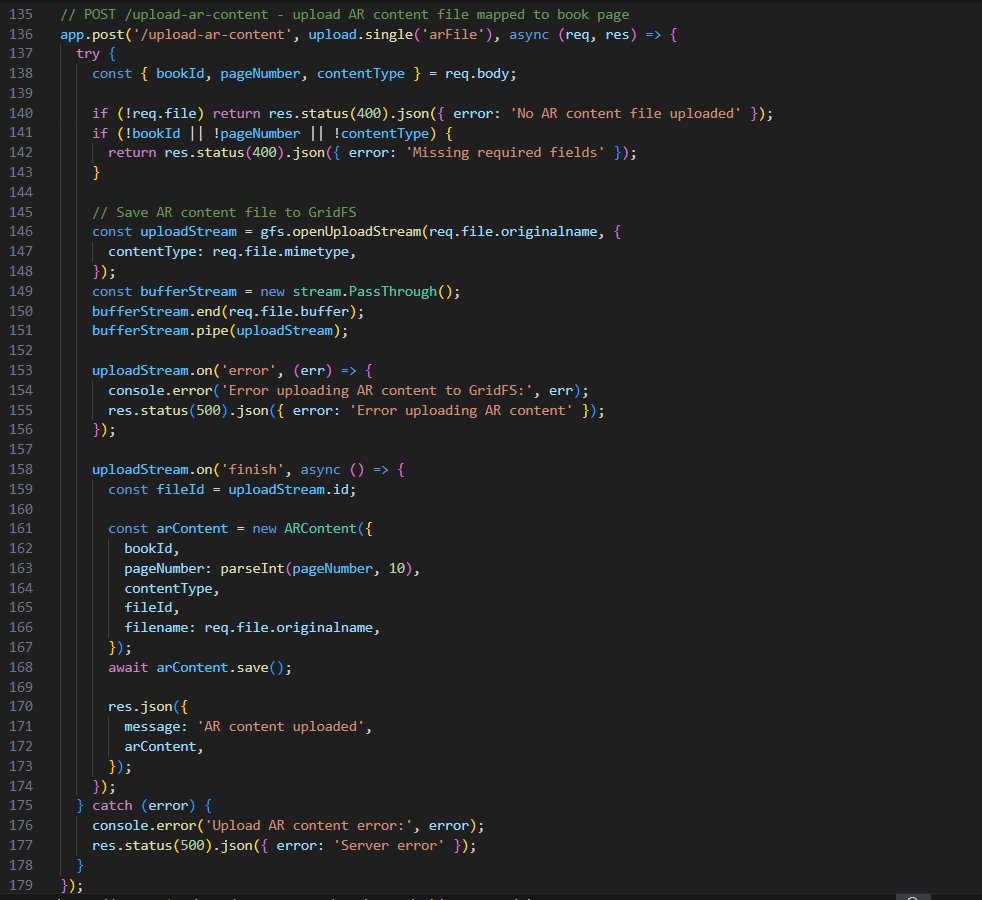 135 // POST /upload-ar-content - upload AR content file mapped to book page
136 app.post('/upload-ar-content', upload.single('arFile'), async (req, res) => {
137   try {
138     const { bookId, pageNumber, contentType } = req.body;
139
140     if (!req.file) return res.status(400).json({ error: 'No AR content file uploaded' });
141     if (!bookId || !pageNumber || !contentType) {
142       return res.status(400).json({ error: 'Missing required fields' });
143     }
144
145     // Save AR content file to GridFS
146     const uploadStream = gfs.openUploadStream(req.file.originalname, {
147       contentType: req.file.mimetype,
148     });
149     const bufferStream = new stream.PassThrough();
150     bufferStream.end(req.file.buffer);
151     bufferStream.pipe(uploadStream);
152
153     uploadStream.on('error', (err) => {
154       console.error('Error uploading AR content to GridFS:', err);
155       res.status(500).json({ error: 'Error uploading AR content' });
156     });
157
158     uploadStream.on('finish', async () => {
159       const fileId = uploadStream.id;
160
161       const arContent = new ARContent({
162         bookId,
163         pageNumber: parseInt(pageNumber, 10),
164         contentType,
165         fileId,
166         filename: req.file.originalname,
167       });
168       await arContent.save();
169
170       res.json({
171         message: 'AR content uploaded',
172         arContent,
173       });
174     });
175   } catch (error) {
176     console.error('Upload AR content error:', error);
177     res.status(500).json({ error: 'Server error' });
178   }
179 });